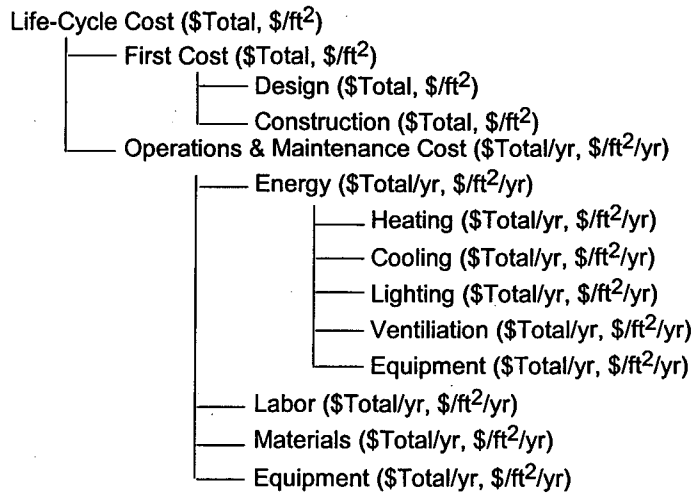 Life-Cycle Cost ($Total, $/ft²)
First Cost ($Total, $/ft²)
Design ($Total, $/ft²)
Construction ($Total, $/ft²)
Operations & Maintenance Cost ($Total/yr, $/ft²/yr)
Energy ($Total/yr, $/ft²/yr)
Heating ($Total/yr, $/ft²/yr)
Cooling ($Total/yr, $/ft²/yr)
Lighting ($Total/yr, $/ft²/yr)
Ventiliation ($Total/yr, $/ft²/yr)
Equipment ($Total/yr, $/ft²/yr)
Labor ($Total/yr, $/ft²/yr)
Materials ($Total/yr, $/ft²/yr)
Equipment ($Total/yr, $/ft²/yr)